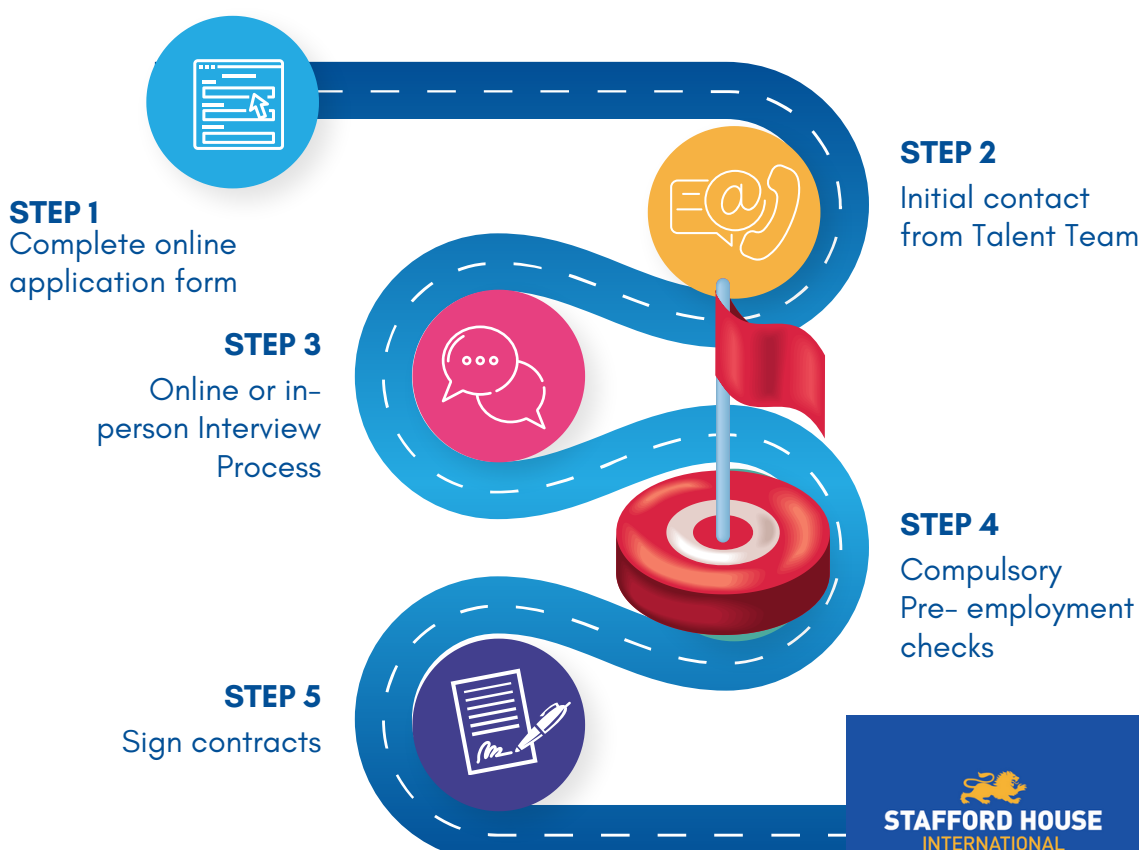 STEP 1
Complete online
application form
STEP 2
Initial contact
from Talent Team
STEP 3
Online or in-
person Interview
Process
STEP 4
Compulsory
Pre- employment
checks
STEP 5
Sign contracts
@
STAFFORD HOUSE
INTERNATIONAL